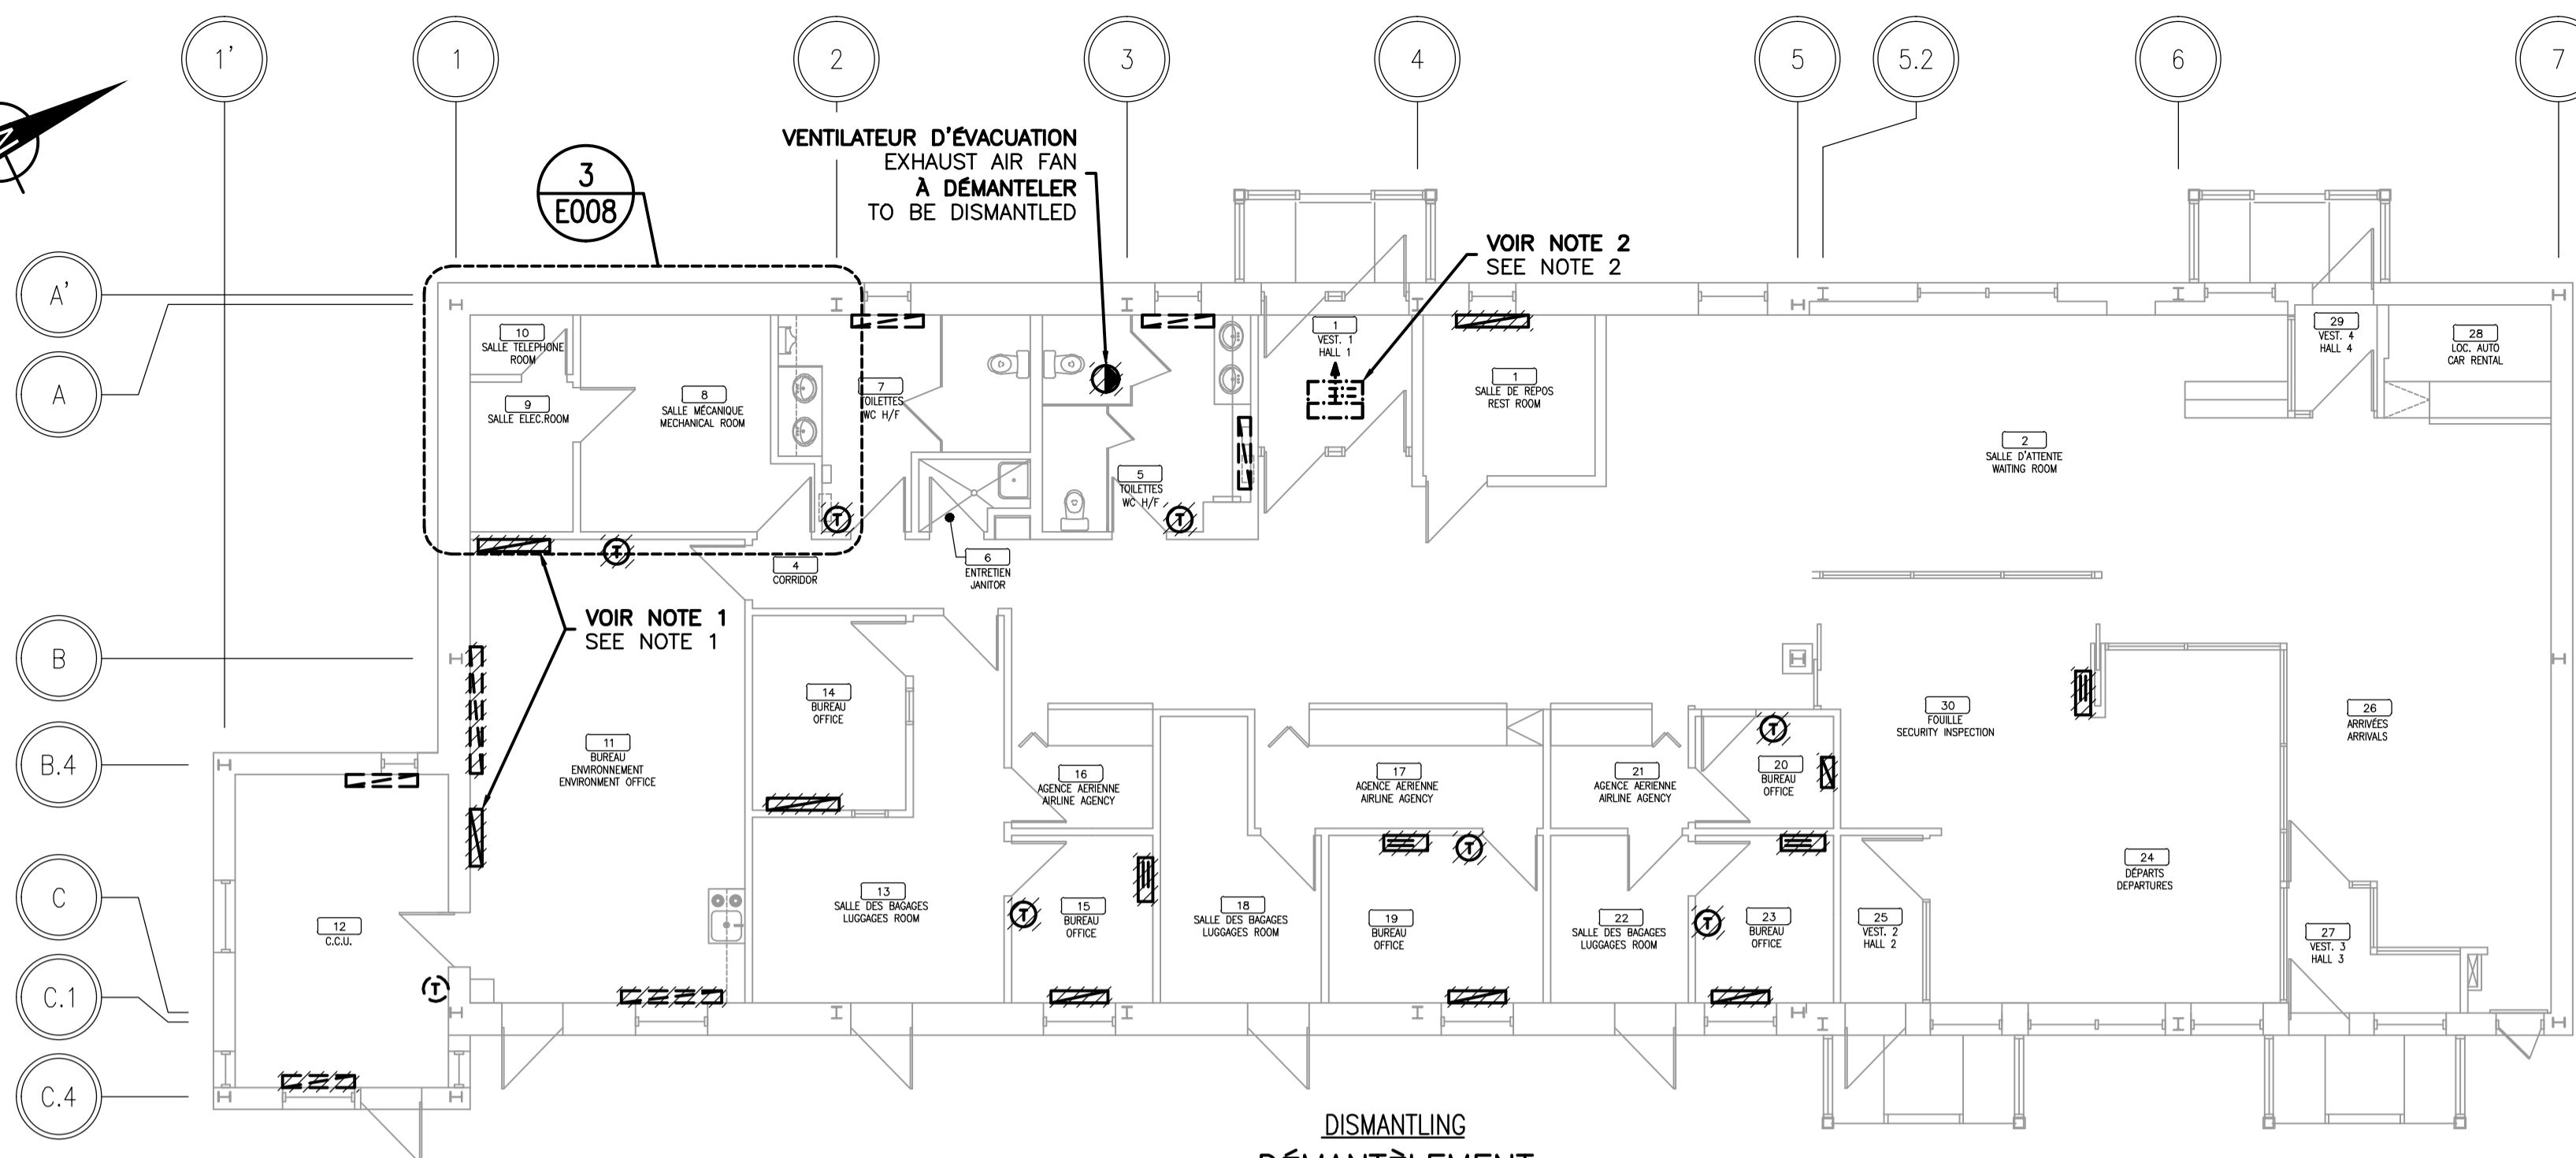 1'
1
2
3
4
5
5.2
6
7
N
VENTILATEUR D'ÉVACUATION
EXHAUST AIR FAN
À DÉMANTELER
TO BE DISMANTLED
3
E008
VOIR NOTE 2
SEE NOTE 2
A'
A
B
B.4
C
C.1
C.4
10
SALLE TELEPHONE
ROOM
9
SALLE ELEC.ROOM
8
SALLE MÉCANIQUE
MECHANICAL ROOM
7
TOILETTES
WC H/F
5
TOILETTES
WC H/F
1
VEST. 1
HALL 1
1
SALLE DE REPOS
REST ROOM
2
SALLE D'ATTENTE
WAITING ROOM
29
VEST. 4
HALL 4
28
LOC. AUTO
CAR RENTAL
T
T
T
4
CORRIDOR
6
ENTRETIEN
JANITOR
VOIR NOTE 1
SEE NOTE 1
14
BUREAU
OFFICE
11
BUREAU
ENVIRONNEMENT
ENVIRONMENT OFFICE
16
AGENCE AERIENNE
AIRLINE AGENCY
17
AGENCE AERIENNE
AIRLINE AGENCY
21
AGENCE AERIENNE
AIRLINE AGENCY
T
20
BUREAU
OFFICE
30
FOUILLE
SECURITY INSPECTION
26
ARRIVÉES
ARRIVALS
T
12
C.C.U.
13
SALLE DES BAGAGES
LUGGAGES ROOM
T
15
BUREAU
OFFICE
18
SALLE DES BAGAGES
LUGGAGES ROOM
19
BUREAU
OFFICE
22
SALLE DES BAGAGES
LUGGAGES ROOM
T
23
BUREAU
OFFICE
25
VEST. 2
HALL 2
24
DÉPARTS
DEPARTURES
27
VEST. 3
HALL 3
T
DISMANTLING
DÉMANTÈLEMENT